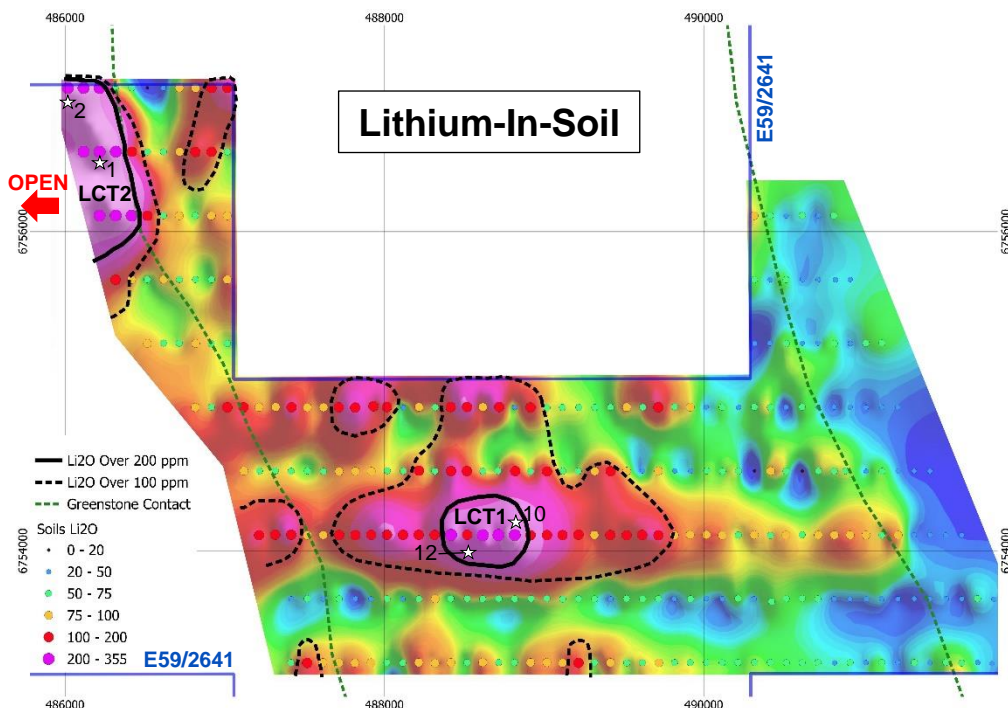 486000
488000
490000
Lithium-In-Soil
E59/2641
2
1
LCT2
OPEN
6756000
6756000
Li2O Over 200 ppm
Li2O Over 100 ppm
Greenstone Contact
Soils Li2O
0 - 20
20 - 50
50 - 75
75 - 100
100 - 200
200 - 355
LCT1
10
12
6754000
6754000
E59/2641
486000
488000
490000